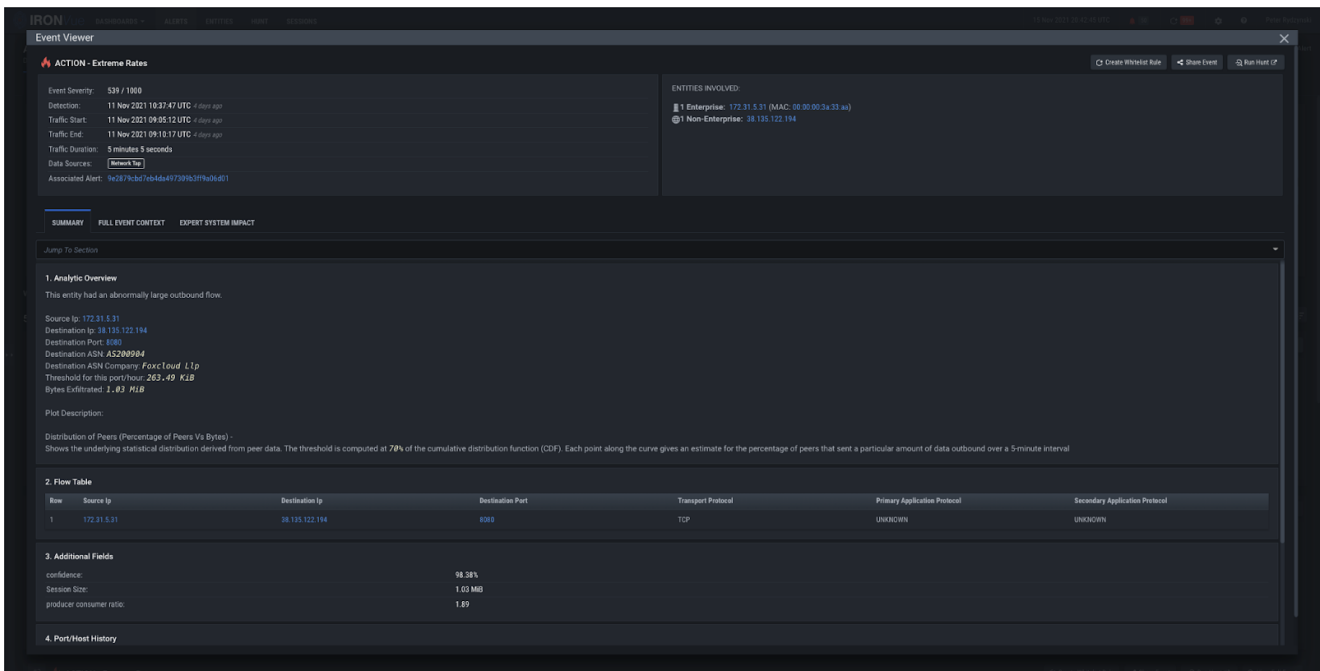 IRON
DASHBOARDS ALERTS ENTITIES HUNT SESSIONS
Event Viewer
ACTION - Extreme Rates
Create Whitelist Rule Share Event Run Hunt
Event Severity: 539 / 1000
Detection: 11 Nov 2021 10:37:47 UTC 4 days ago
Traffic Start: 11 Nov 2021 09:05:12 UTC 4 days ago
Traffic End: 11 Nov 2021 09:10:17 UTC 4 days ago
Traffic Duration: 5 minutes 5 seconds
Data Sources: Network Tap
Associated Alert: 9e2879cbd7eb4da497309b3ff9a06d01
ENTITIES INVOLVED:
1 Enterprise: 172.31.5.31 (MAC: 00:00:00:3a:33:aa)
1 Non-Enterprise: 38.135.122.194
SUMMARY FULL EVENT CONTEXT EXPERT SYSTEM IMPACT
Jump To Section
1. Analytic Overview
This entity had an abnormally large outbound flow.
Source Ip: 172.31.5.31
Destination Ip: 38.135.122.194
Destination Port: 8080
Destination ASN: AS200904
Destination ASN Company: Foxcloud Llp
Threshold for this port/hour: 263.49 KiB
Bytes Exfiltrated: 1.03 MiB
Plot Description:
Distribution of Peers (Percentage of Peers Vs Bytes) -
Shows the underlying statistical distribution derived from peer data. The threshold is computed at 70% of the cumulative distribution function (CDF). Each point along the curve gives an estimate for the percentage of peers that sent a particular amount of data outbound over a 5-minute interval
2. Flow Table
Row Source Ip Destination Ip Destination Port Transport Protocol Primary Application Protocol Secondary Application Protocol
1 172.31.5.31 38.135.122.194 8080 TCP UNKNOWN UNKNOWN
3. Additional Fields
confidence: 98.38%
Session Size: 1.03 MiB
producer consumer ratio: 1.89
4. Port/Host History